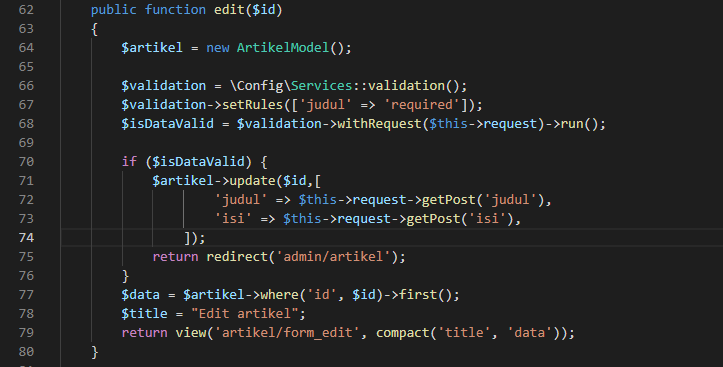 62 public function edit($id)
63 {
64 $artikel = new ArtikelModel();
65
66 $validation = \Config\Services::validation();
67 $validation->setRules(['judul' => 'required']);
68 $isDataValid = $validation->withRequest($this->request)->run();
69
70 if ($isDataValid) {
71 $artikel->update($id,[
72 'judul' => $this->request->getPost('judul'),
73 'isi' => $this->request->getPost('isi'),
74 ]);
75 return redirect('admin/artikel');
76 }
77 $data = $artikel->where('id', $id)->first();
78 $title = "Edit artikel";
79 return view('artikel/form_edit', compact('title', 'data'));
80 }